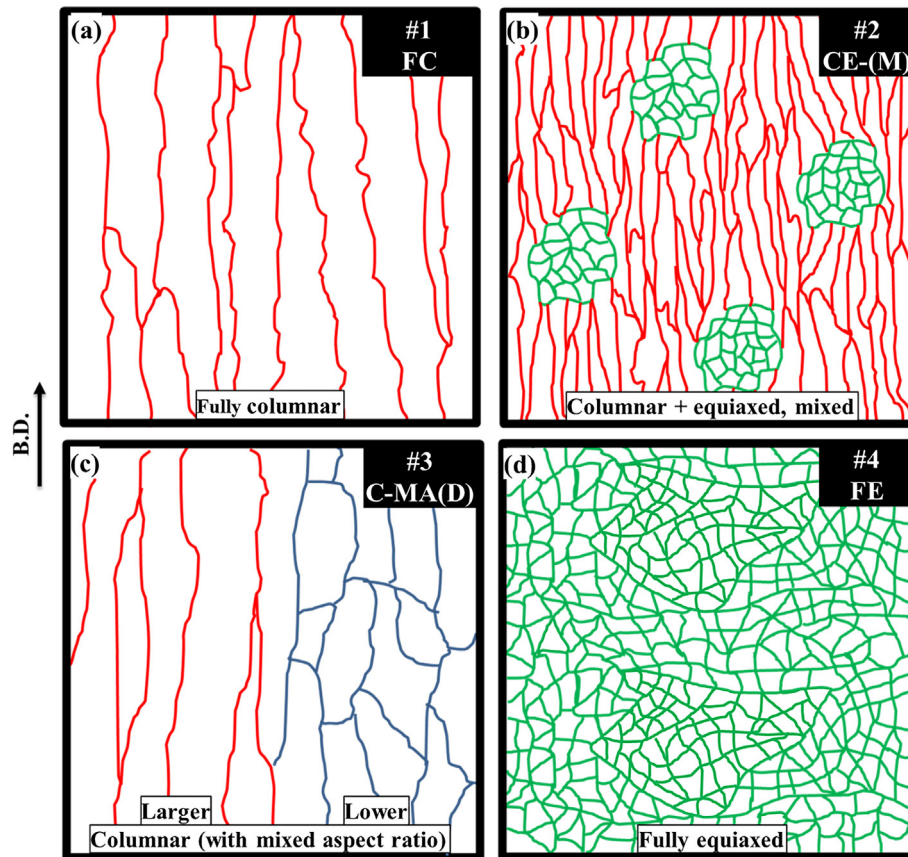 (a)
#1
FC
Fully columnar
(b)
#2
CE-(M)
Columnar + equiaxed, mixed
B.D.
(c)
#3
C-MA(D)
Larger
Lower
Columnar (with mixed aspect ratio)
(d)
#4
FE
Fully equiaxed